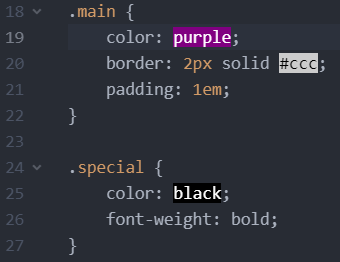 18 .main {
19 color: purple;
20 border: 2px solid #ccc;
21 padding: 1em;
22 }
23
24 .special {
25 color: black;
26 font-weight: bold;
27 }